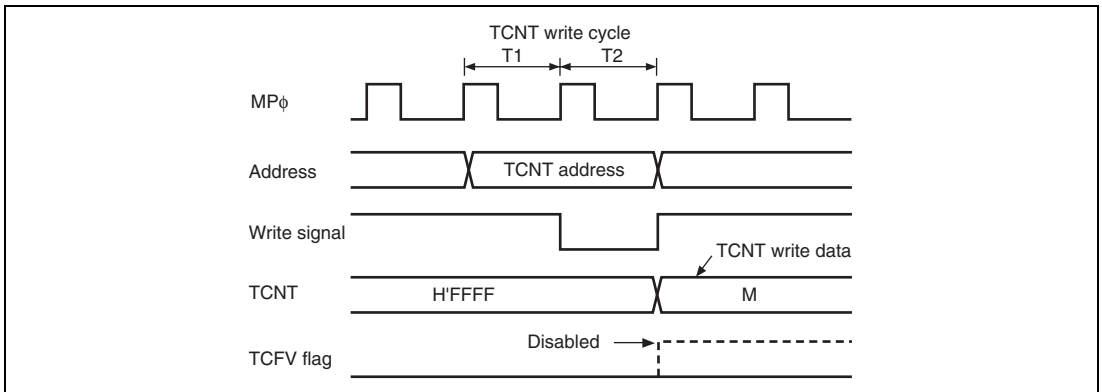 TCNT write cycle
T1 T2
MPφ
Address TCNT address
Write signal
TCNT write data
TCNT H'FFFF M
Disabled
TCFV flag